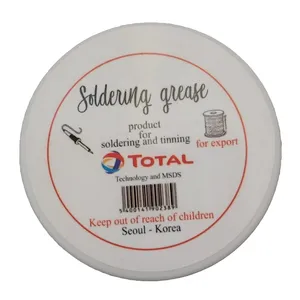 Soldering grease
product
for
soldering and tinning
for export
TOTAL
Technology and MSDS
Keep out of reach of children
Seoul - Korea